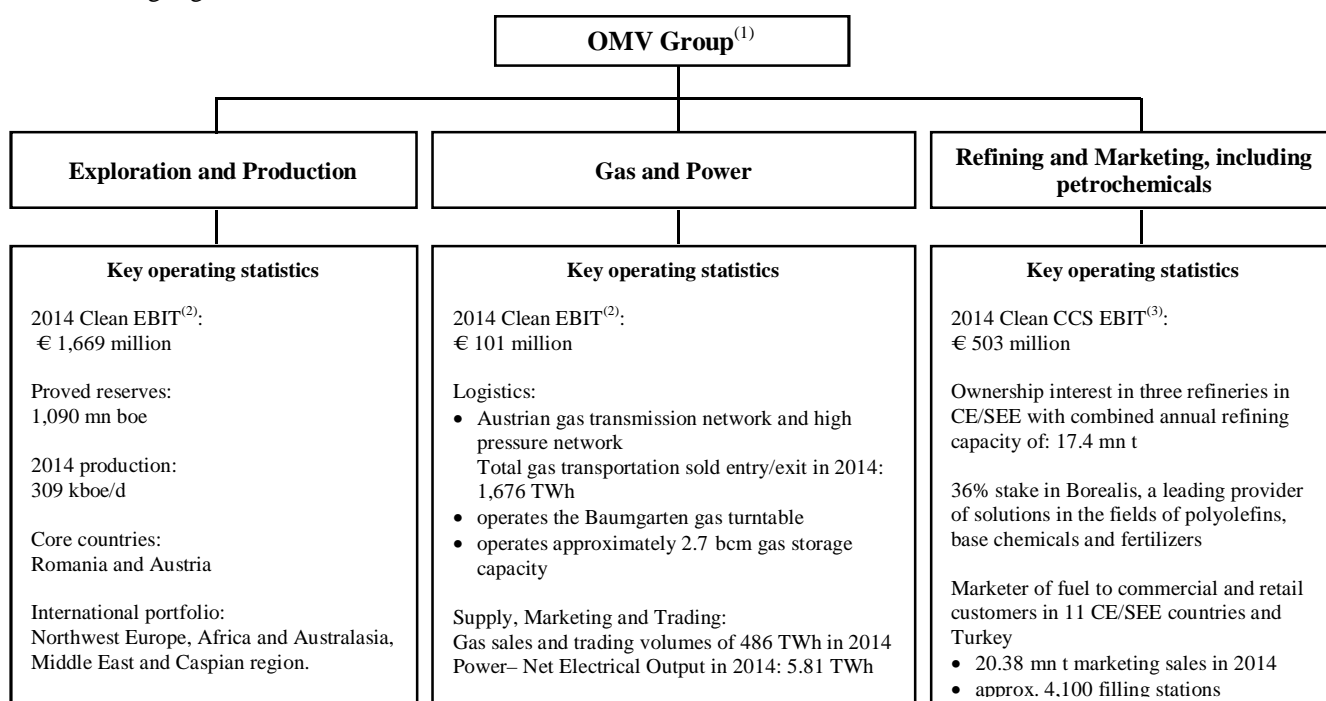 OMV Group(1)
Exploration and Production
Gas and Power
Refining and Marketing, including
petrochemicals
Key operating statistics
2014 Clean EBIT(2):
€ 1,669 million
Proved reserves:
1,090 mn boe
2014 production:
309 kboe/d
Core countries:
Romania and Austria
International portfolio:
Northwest Europe, Africa and Australasia,
Middle East and Caspian region.
Key operating statistics
2014 Clean EBIT(2):
€ 101 million
Logistics:
• Austrian gas transmission network and high
pressure network
Total gas transportation sold entry/exit in 2014:
1,676 TWh
• operates the Baumgarten gas turntable
• operates approximately 2.7 bcm gas storage
capacity
Supply, Marketing and Trading:
Gas sales and trading volumes of 486 TWh in 2014
Power– Net Electrical Output in 2014: 5.81 TWh
Key operating statistics
2014 Clean CCS EBIT(3):
€ 503 million
Ownership interest in three refineries in
CE/SEE with combined annual refining
capacity of: 17.4 mn t
36% stake in Borealis, a leading provider
of solutions in the fields of polyolefins,
base chemicals and fertilizers
Marketer of fuel to commercial and retail
customers in 11 CE/SEE countries and
Turkey
• 20.38 mn t marketing sales in 2014
• approx. 4,100 filling stations